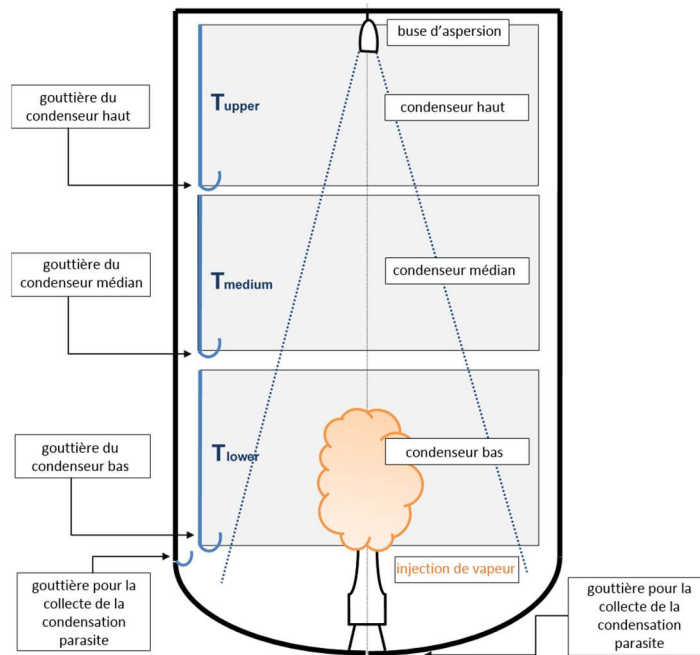 buse d'aspersion
gouttière du
condenseur haut
Tupper
condenseur haut
gouttière du
condenseur médian
Tmedium
condenseur médian
gouttière du
condenseur bas
Tlower
condenseur bas
injection de vapeur
gouttière pour la
collecte de la
condensation
parasite
gouttière pour la
collecte de la
condensation
parasite